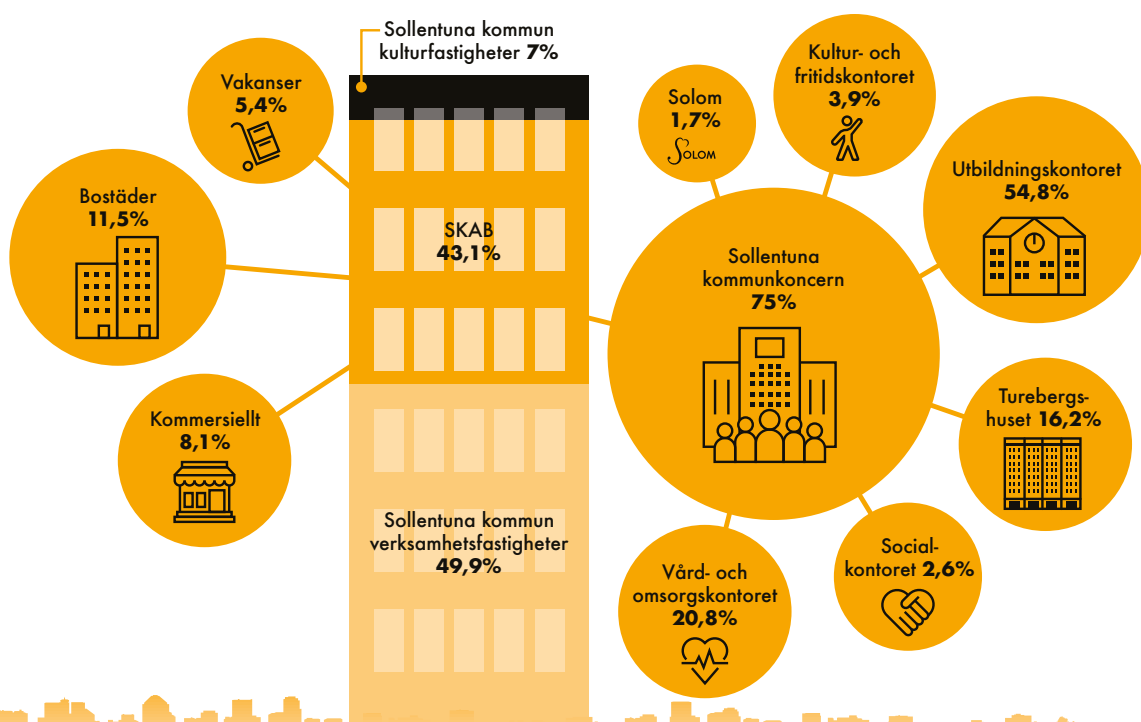 Sollentuna kommun
kulturfastigheter 7%
Vakanser
5,4%
Bostäder
11,5%
Kommersiellt
8,1%
SKAB
43,1%
Sollentuna kommun
verksamhetsfastigheter
49,9%
Solom
1,7%
SOLOM
Kultur- och
fritidskontoret
3,9%
Utbildningskontoret
54,8%
Sollentuna
kommunkoncern
75%
Turebergs-
huset 16,2%
Social-
kontoret 2,6%
Vård- och
omsorgskontoret
20,8%